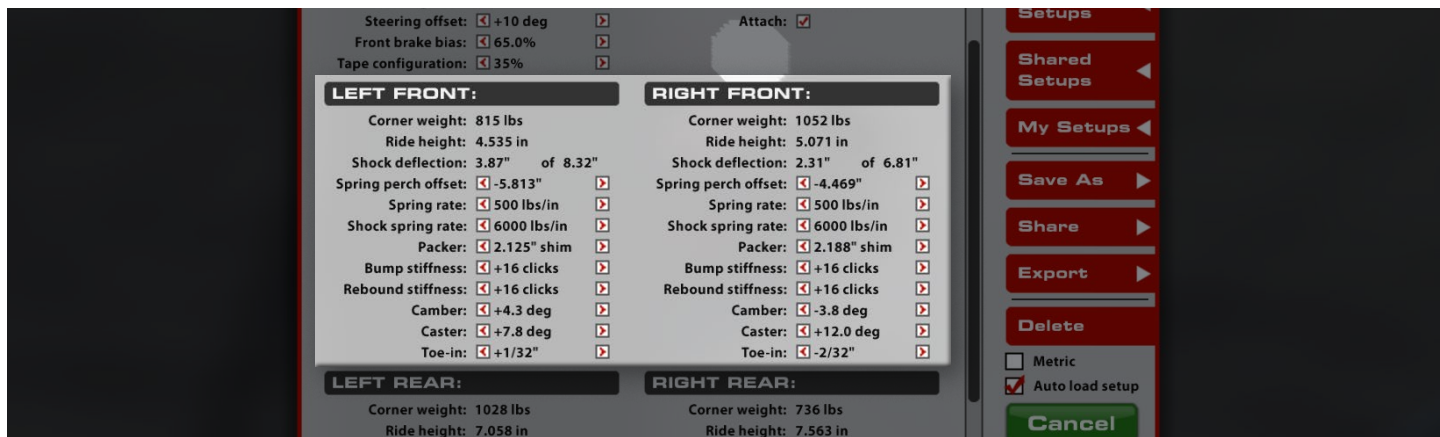 Steering offset: +10 deg
Attach:
Front brake bias: 65.0%
Tape configuration: 35%
LEFT FRONT:
Corner weight: 815 lbs
Ride height: 4.535 in
Shock deflection: 3.87" of 8.32"
Spring perch offset: -5.813"
Spring rate: 500 lbs/in
Shock spring rate: 6000 lbs/in
Packer: 2.125" shim
Bump stiffness: +16 clicks
Rebound stiffness: +16 clicks
Camber: +4.3 deg
Caster: +7.8 deg
Toe-in: +1/32"
RIGHT FRONT:
Corner weight: 1052 lbs
Ride height: 5.071 in
Shock deflection: 2.31" of 6.81"
Spring perch offset: -4.469"
Spring rate: 500 lbs/in
Shock spring rate: 6000 lbs/in
Packer: 2.188" shim
Bump stiffness: +16 clicks
Rebound stiffness: +16 clicks
Camber: -3.8 deg
Caster: +12.0 deg
Toe-in: -2/32"
LEFT REAR:
Corner weight: 1028 lbs
Ride height: 7.058 in
RIGHT REAR:
Corner weight: 736 lbs
Ride height: 7.563 in
Setups
Shared
Setups
My Setups
Save As
Share
Export
Delete
Metric
Auto load setup
Cancel